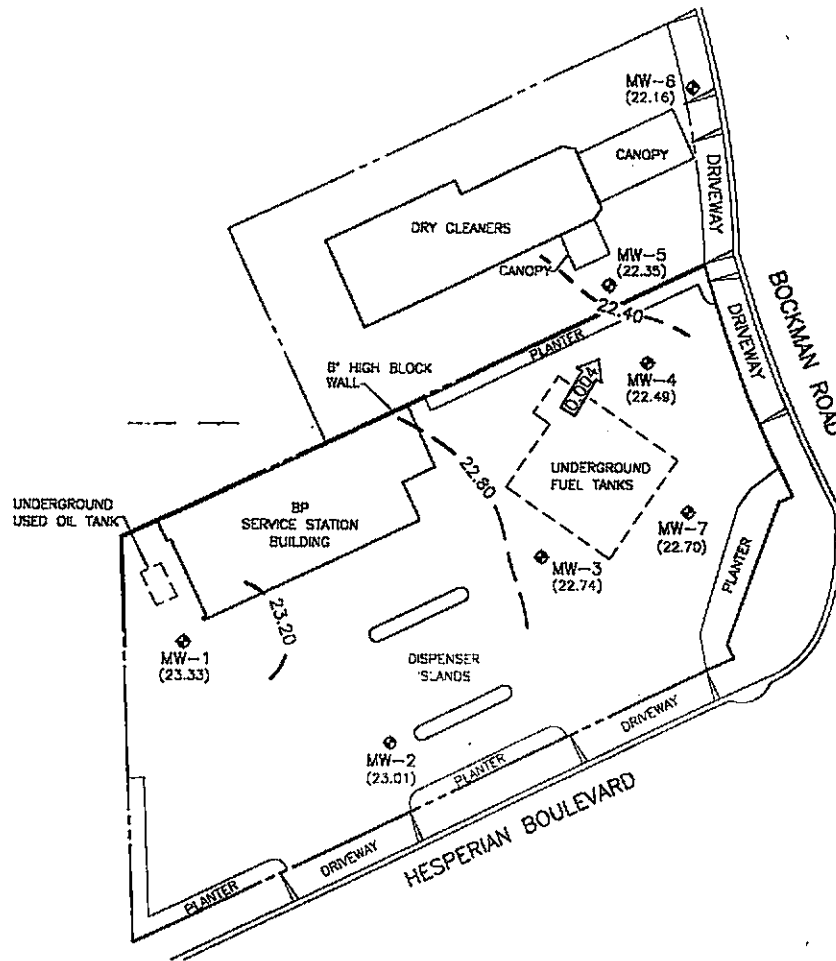 MW-6
(22.16)
CANOPY
DRIVEWAY
DRY CLEANERS
CANOPY
MW-5
(22.35)
22.40
BOCKMAN ROAD
DRIVEWAY
PLANTER
8' HIGH BLOCK
WALL
0.004
MW-4
(22.49)
22.80
UNDERGROUND
FUEL TANKS
UNDERGROUND
USED OIL TANK
BP
SERVICE STATION
BUILDING
MW-7
(22.70)
MW-3
(22.74)
PLANTER
23.20
MW-1
(23.33)
DISPENSER
ISLANDS
MW-2
(23.01)
DRIVEWAY
PLANTER
HESPERIAN BOULEVARD
DRIVEWAY
PLANTER